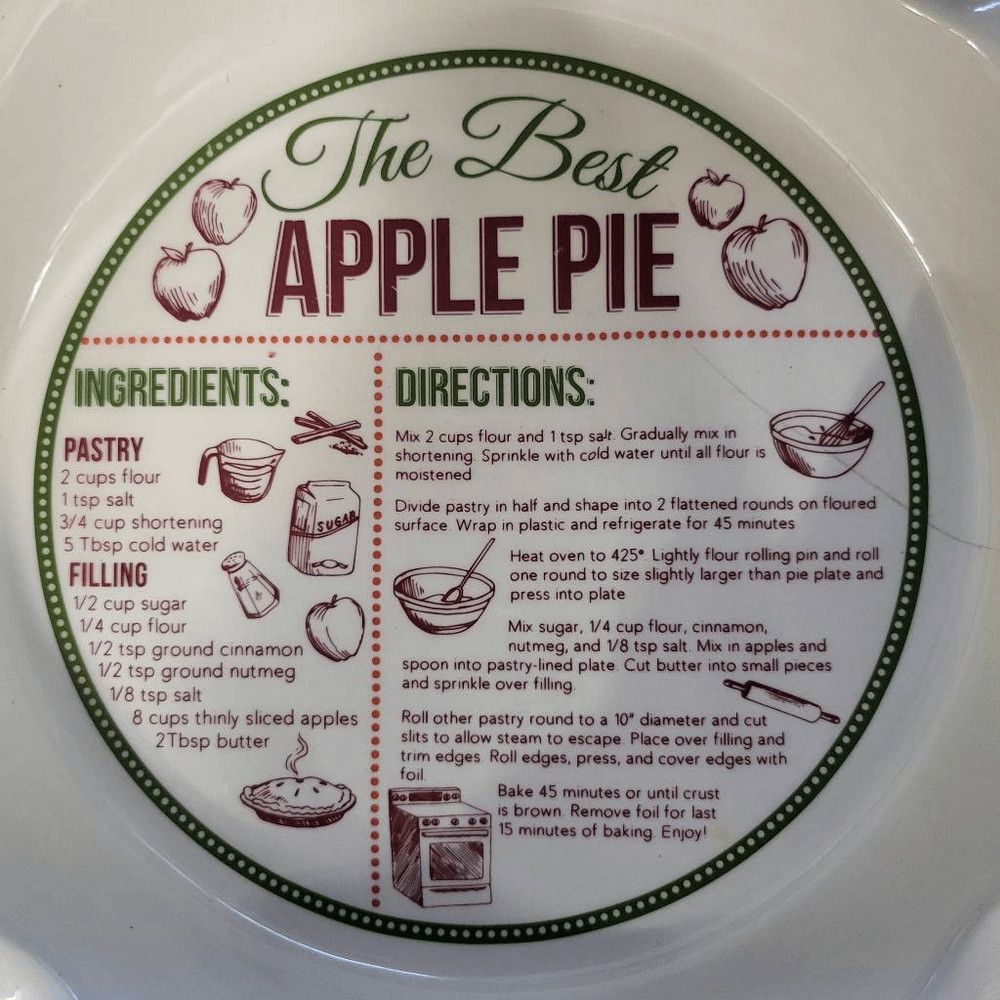 The Best
APPLE PIE
INGREDIENTS:
PASTRY
2 cups flour
1 tsp salt
3/4 cup shortening
5 Tbsp cold water
FILLING
1/2 cup sugar
1/4 cup flour
1/2 tsp ground cinnamon
1/2 tsp ground nutmeg
1/8 tsp salt
8 cups thinly sliced apples
2Tbsp butter
SUGAR
DIRECTIONS:
Mix 2 cups flour and 1 tsp salt. Gradually mix in
shortening. Sprinkle with cold water until all flour is
moistened
Divide pastry in half and shape into 2 flattened rounds on floured
surface. Wrap in plastic and refrigerate for 45 minutes
Heat oven to 425° Lightly flour rolling pin and roll
one round to size slightly larger than pie plate and
press into plate
Mix sugar, 1/4 cup flour, cinnamon,
nutmeg, and 1/8 tsp salt. Mix in apples and
spoon into pastry-lined plate. Cut butter into small pieces
and sprinkle over filling.
Roll other pastry round to a 10" diameter and cut
slits to allow steam to escape. Place over filling and
trim edges. Roll edges, press, and cover edges with
foil.
Bake 45 minutes or until crust
is brown. Remove foil for last
15 minutes of baking. Enjoy!